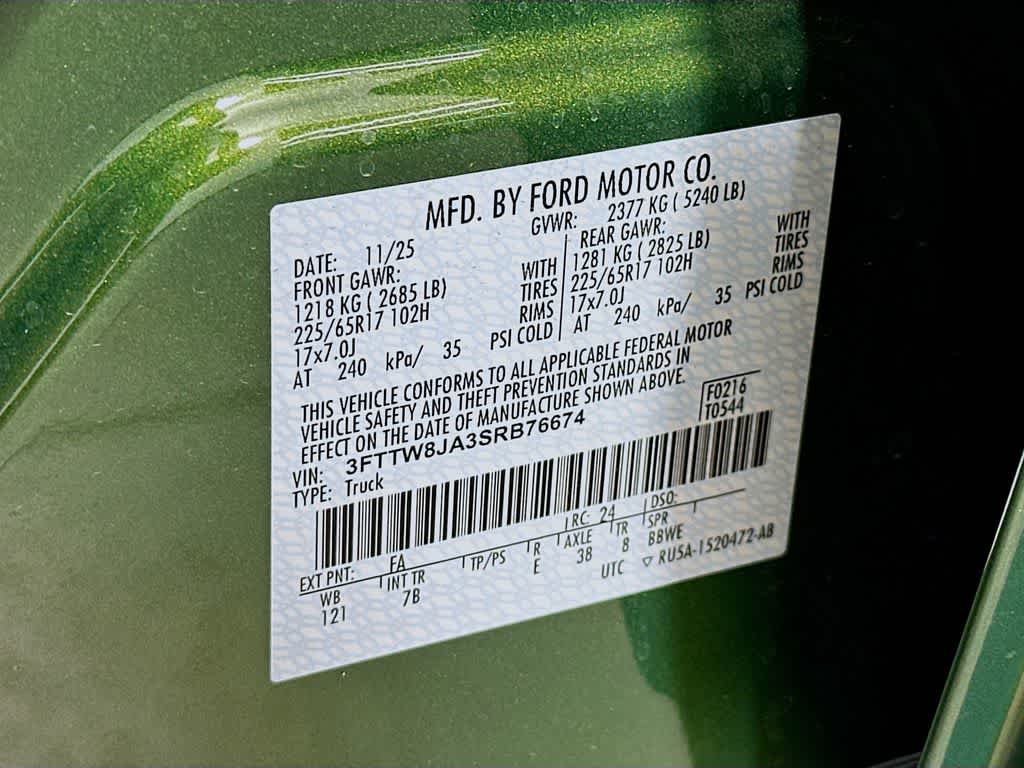 MFD. BY FORD MOTOR CO.
DATE: 11/25 GVWR: 2377 KG ( 5240 LB)
FRONT GAWR: REAR GAWR:
1218 KG ( 2685 LB) WITH 1281 KG ( 2825 LB) WITH
225/65R17 102H TIRES 225/65R17 102H TIRES
17x7.0J RIMS 17x7.0J RIMS
AT 240 kPa/ 35 PSI COLD AT 240 kPa/ 35 PSI COLD
THIS VEHICLE CONFORMS TO ALL APPLICABLE FEDERAL MOTOR
VEHICLE SAFETY AND THEFT PREVENTION STANDARDS IN
EFFECT ON THE DATE OF MANUFACTURE SHOWN ABOVE.
F0216
T0544
VIN: 3FTTW8JA3SRB76674
TYPE: Truck
EXT PNT: FA RC: 24 DSO:
WB INT TR TP/PS R AXLE TR SPR
121 7B E 38 8 BBWE
UTC ▽ RU5A-1520472-AB